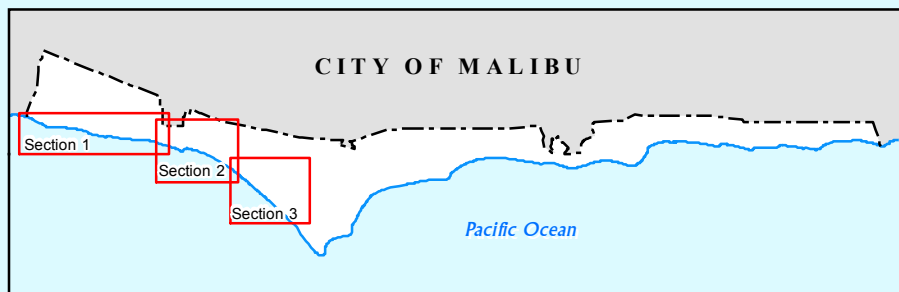 CITY OF MALIBU
Section 1
Section 2
Section 3
Pacific Ocean